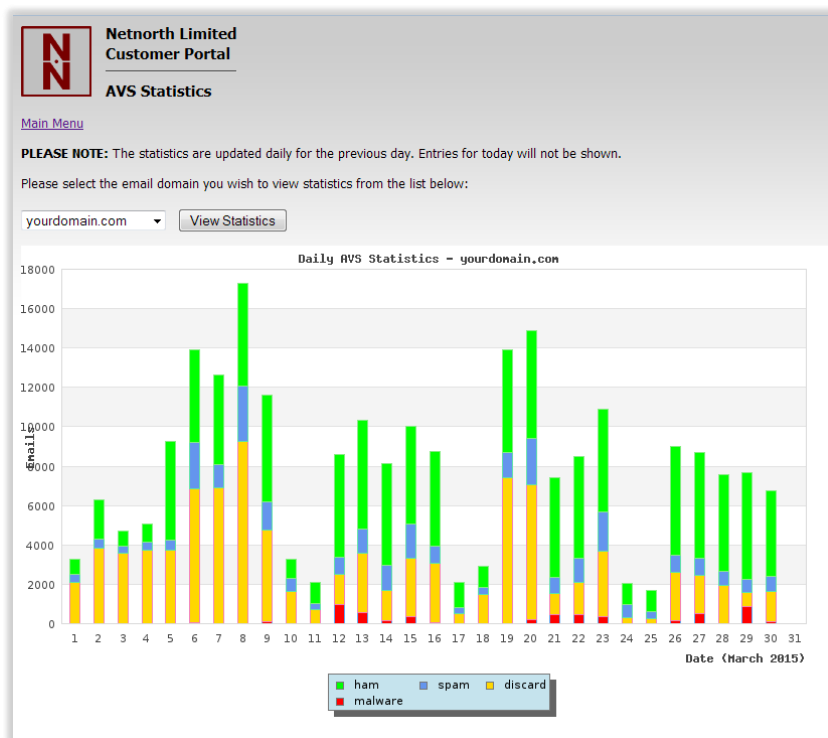 N
N
Netnorth Limited
Customer Portal
AVS Statistics
Main Menu
PLEASE NOTE: The statistics are updated daily for the previous day. Entries for today will not be shown.
Please select the email domain you wish to view statistics from the list below:
yourdomain.com View Statistics
Daily AVS Statistics - yourdomain.com
18000
16000
14000
12000
10000
8000
6000
4000
2000
0
Emails
1 2 3 4 5 6 7 8 9 10 11 12 13 14 15 16 17 18 19 20 21 22 23 24 25 26 27 28 29 30 31
Date (March 2015)
ham spam discard
malware